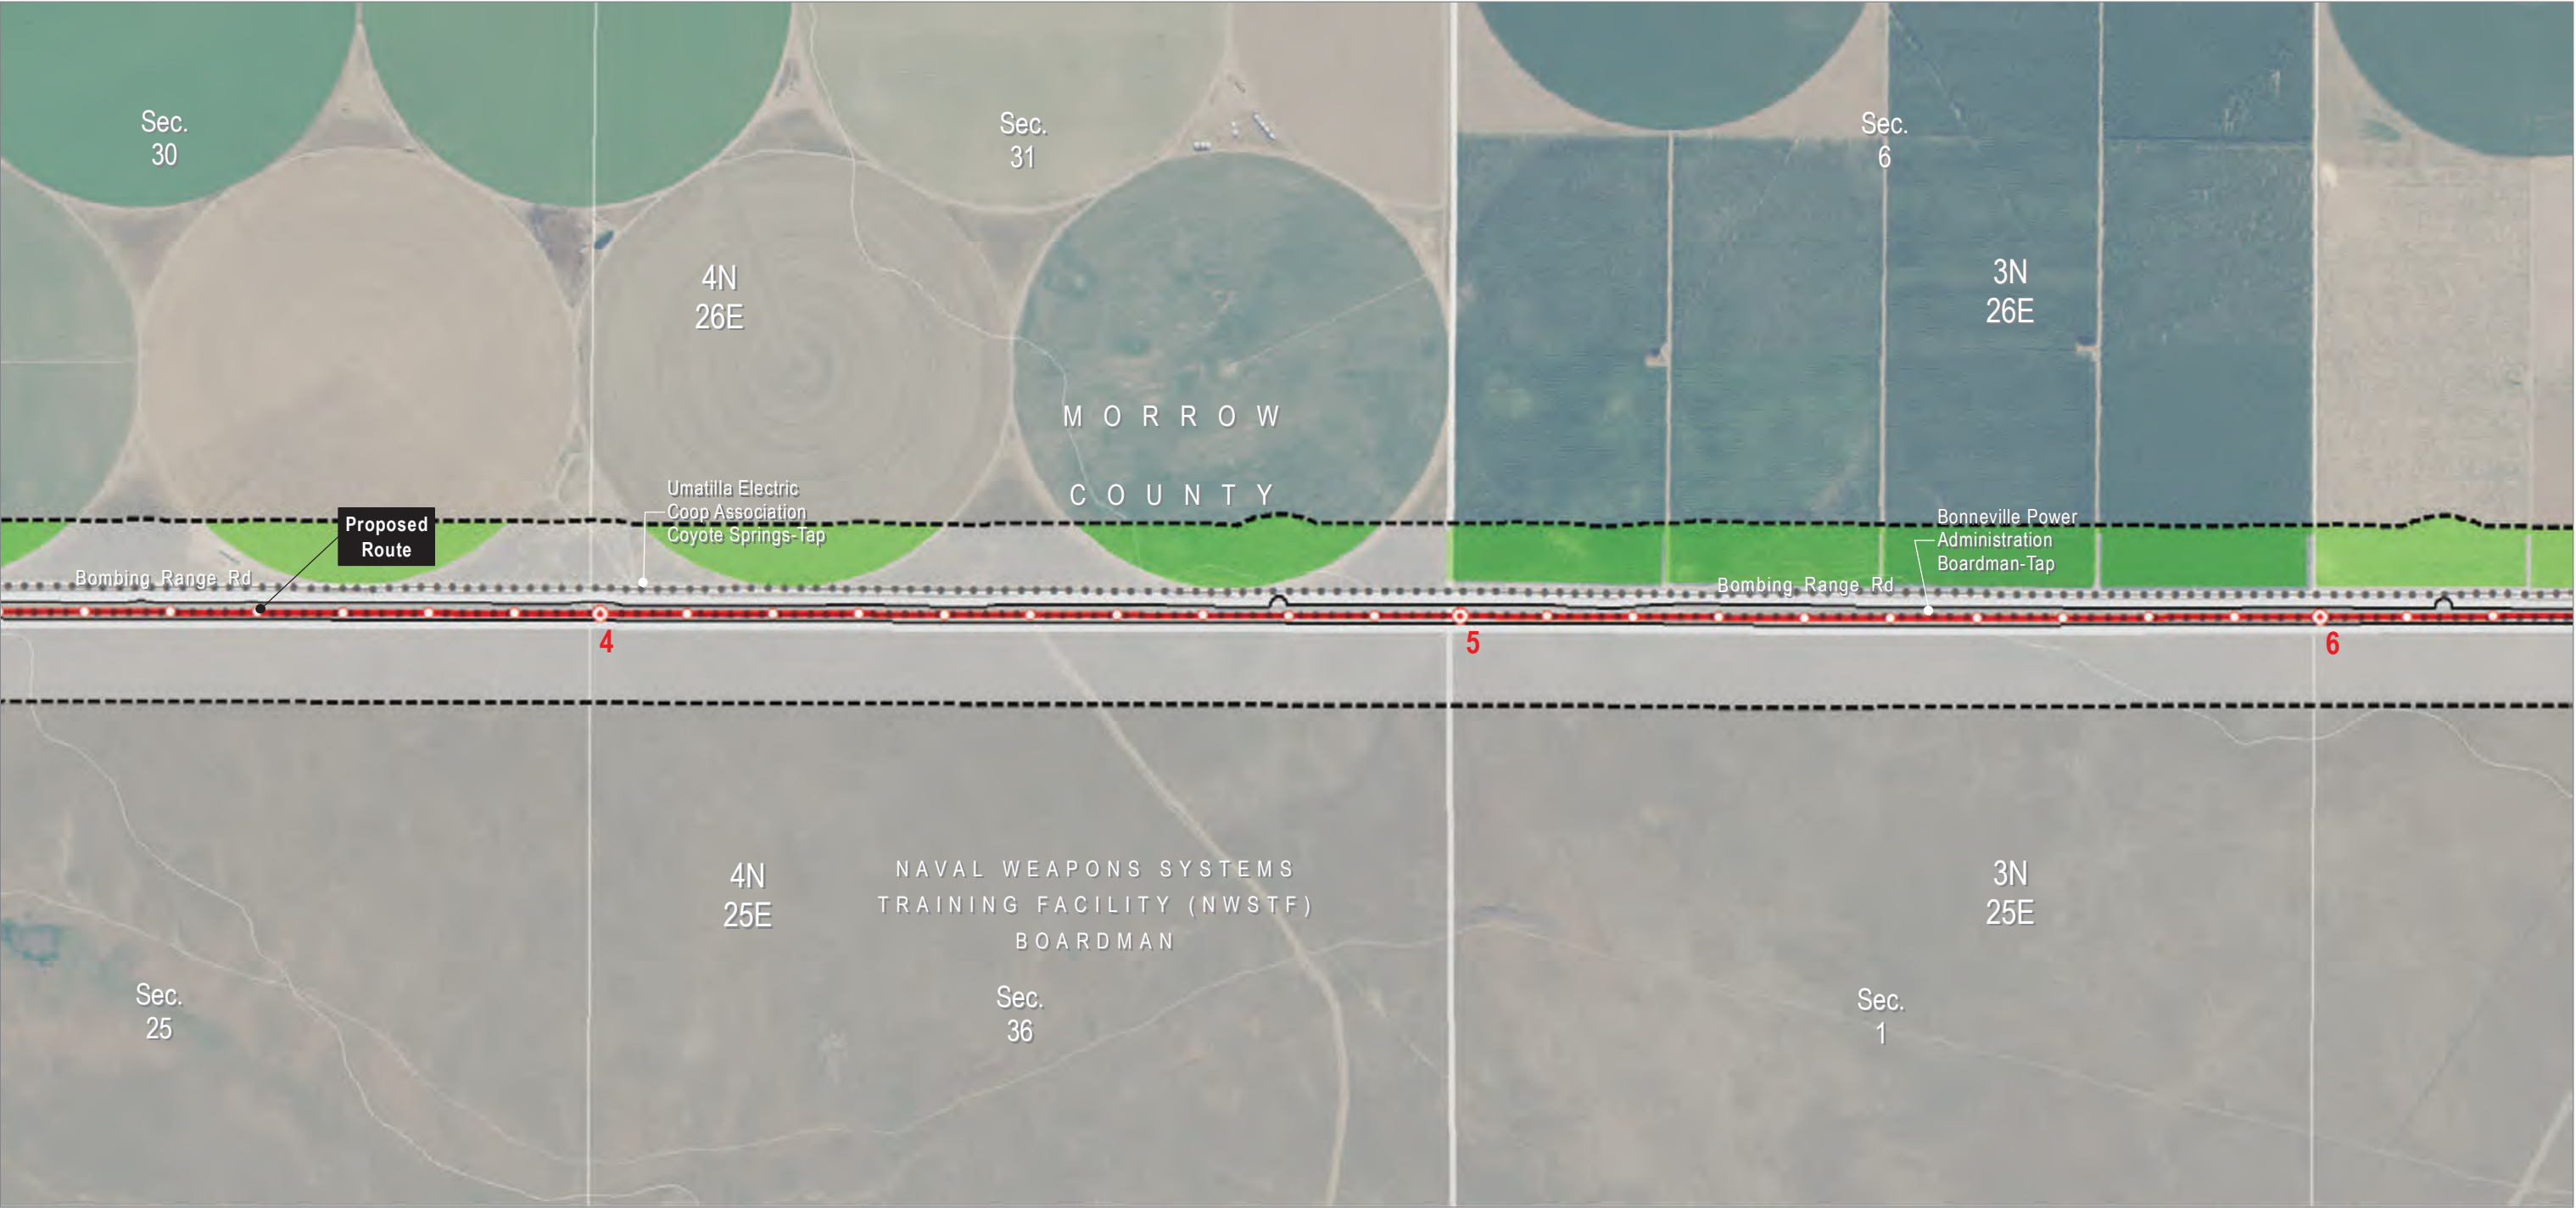 Sec.
30
Sec.
31
Sec.
6
4N
26E
3N
26E
MORROW
COUNTY
Umatilla Electric
Coop Association
Coyote Springs-Tap
Proposed
Route
Bonneville Power
Administration
Boardman-Tap
Bombing Range Rd
Bombing Range Rd
4
5
6
4N
25E
NAVAL WEAPONS SYSTEMS
TRAINING FACILITY (NWSTF)
BOARDMAN
3N
25E
Sec.
25
Sec.
36
Sec.
1